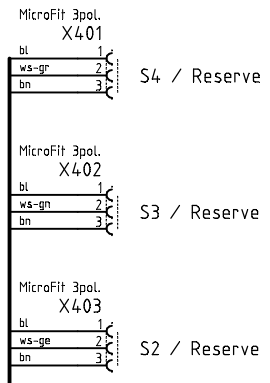 MicroFit 3pol.
X401
bl 1
ws-gr 2
bn 3
S4 / Reserve
MicroFit 3pol.
X402
bl 1
ws-gn 2
bn 3
S3 / Reserve
MicroFit 3pol.
X403
bl 1
ws-ge 2
bn 3
S2 / Reserve